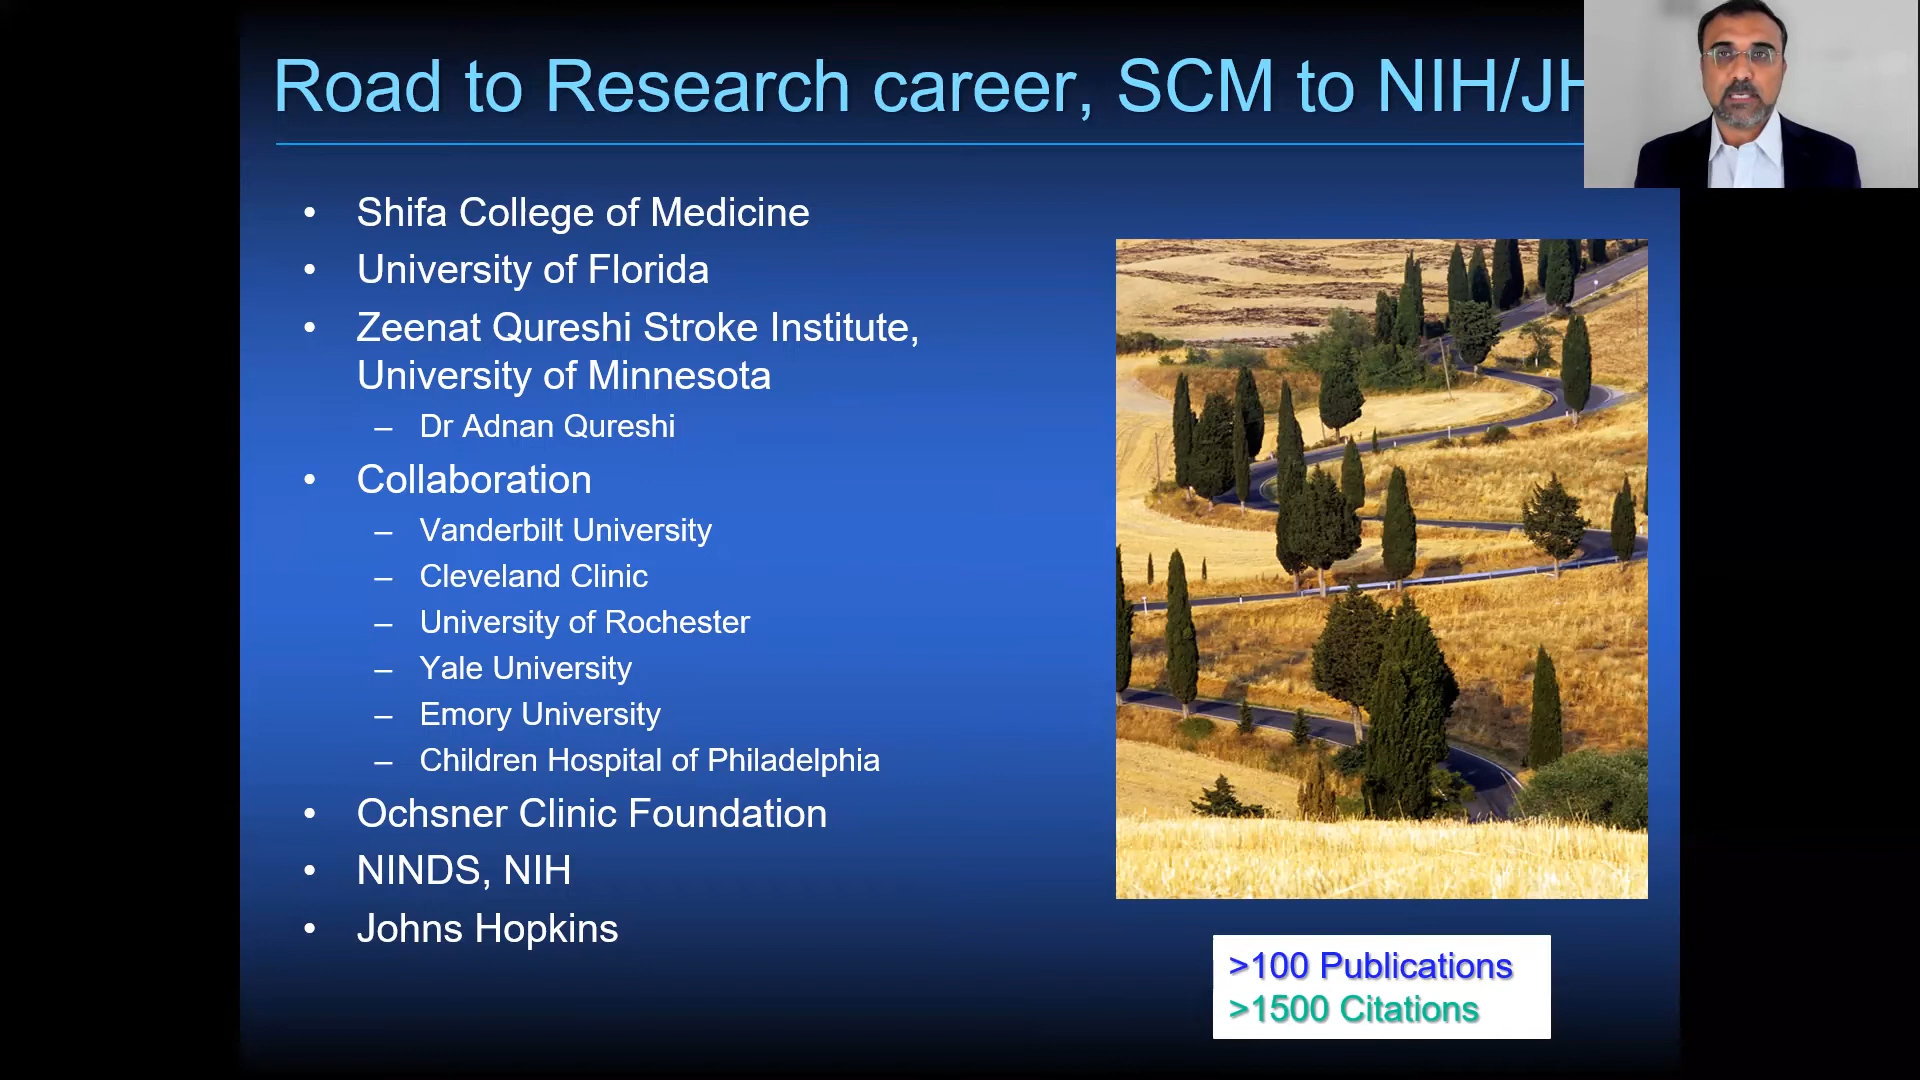 Road to Research career, SCM to NIH/JH
• Shifa College of Medicine
• University of Florida
• Zeenat Qureshi Stroke Institute,
University of Minnesota
– Dr Adnan Qureshi
• Collaboration
– Vanderbilt University
– Cleveland Clinic
– University of Rochester
– Yale University
– Emory University
– Children Hospital of Philadelphia
• Ochsner Clinic Foundation
• NINDS, NIH
• Johns Hopkins
>100 Publications
>1500 Citations